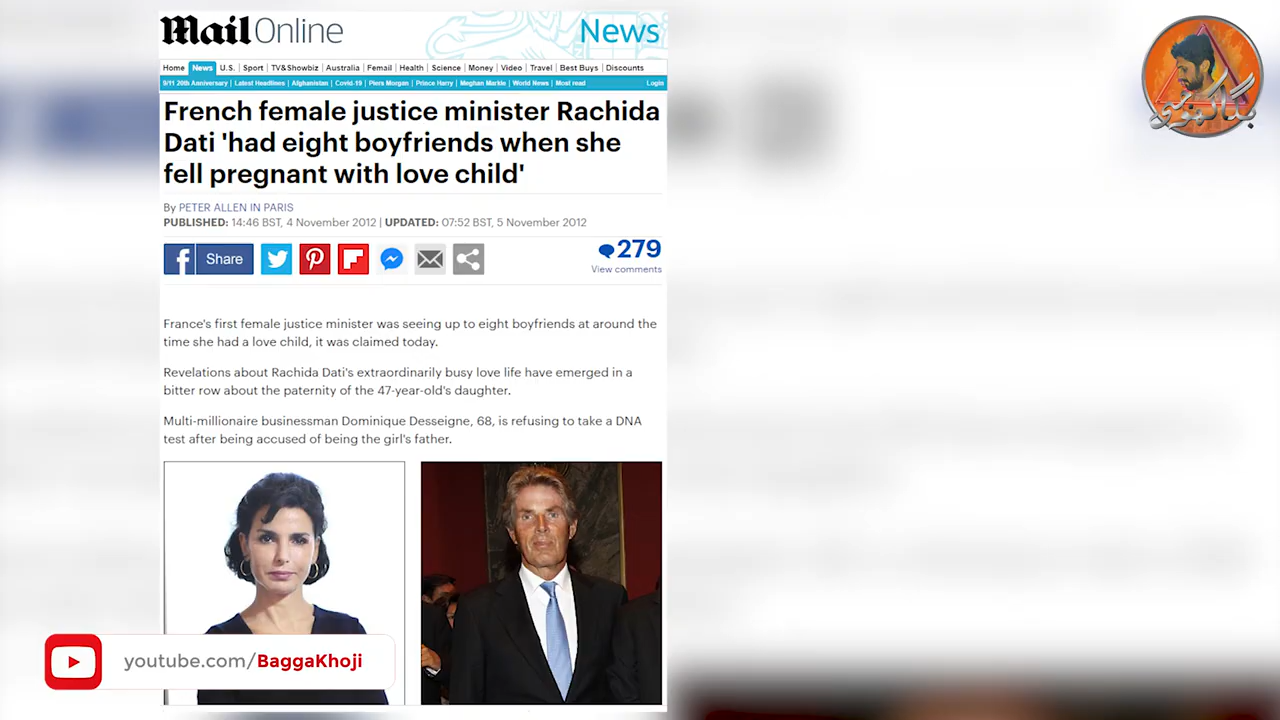 Mail Online
News
Home News U.S. Sport TV&Showbiz Australia Femail Health Science Money Video Travel Best Buys Discounts
9/11 20th Anniversary Latest Headlines Afghanistan Covid-19 Piers Morgan Prince Harry Meghan Markle World News Most read Login
French female justice minister Rachida
Dati 'had eight boyfriends when she
fell pregnant with love child'
By PETER ALLEN IN PARIS
PUBLISHED: 14:46 BST, 4 November 2012 | UPDATED: 07:52 BST, 5 November 2012
Share
279
View comments
France's first female justice minister was seeing up to eight boyfriends at around the
time she had a love child, it was claimed today.
Revelations about Rachida Dati's extraordinarily busy love life have emerged in a
bitter row about the paternity of the 47-year-old's daughter.
Multi-millionaire businessman Dominique Desseigne, 68, is refusing to take a DNA
test after being accused of being the girl's father.
youtube.com/BaggaKhoji